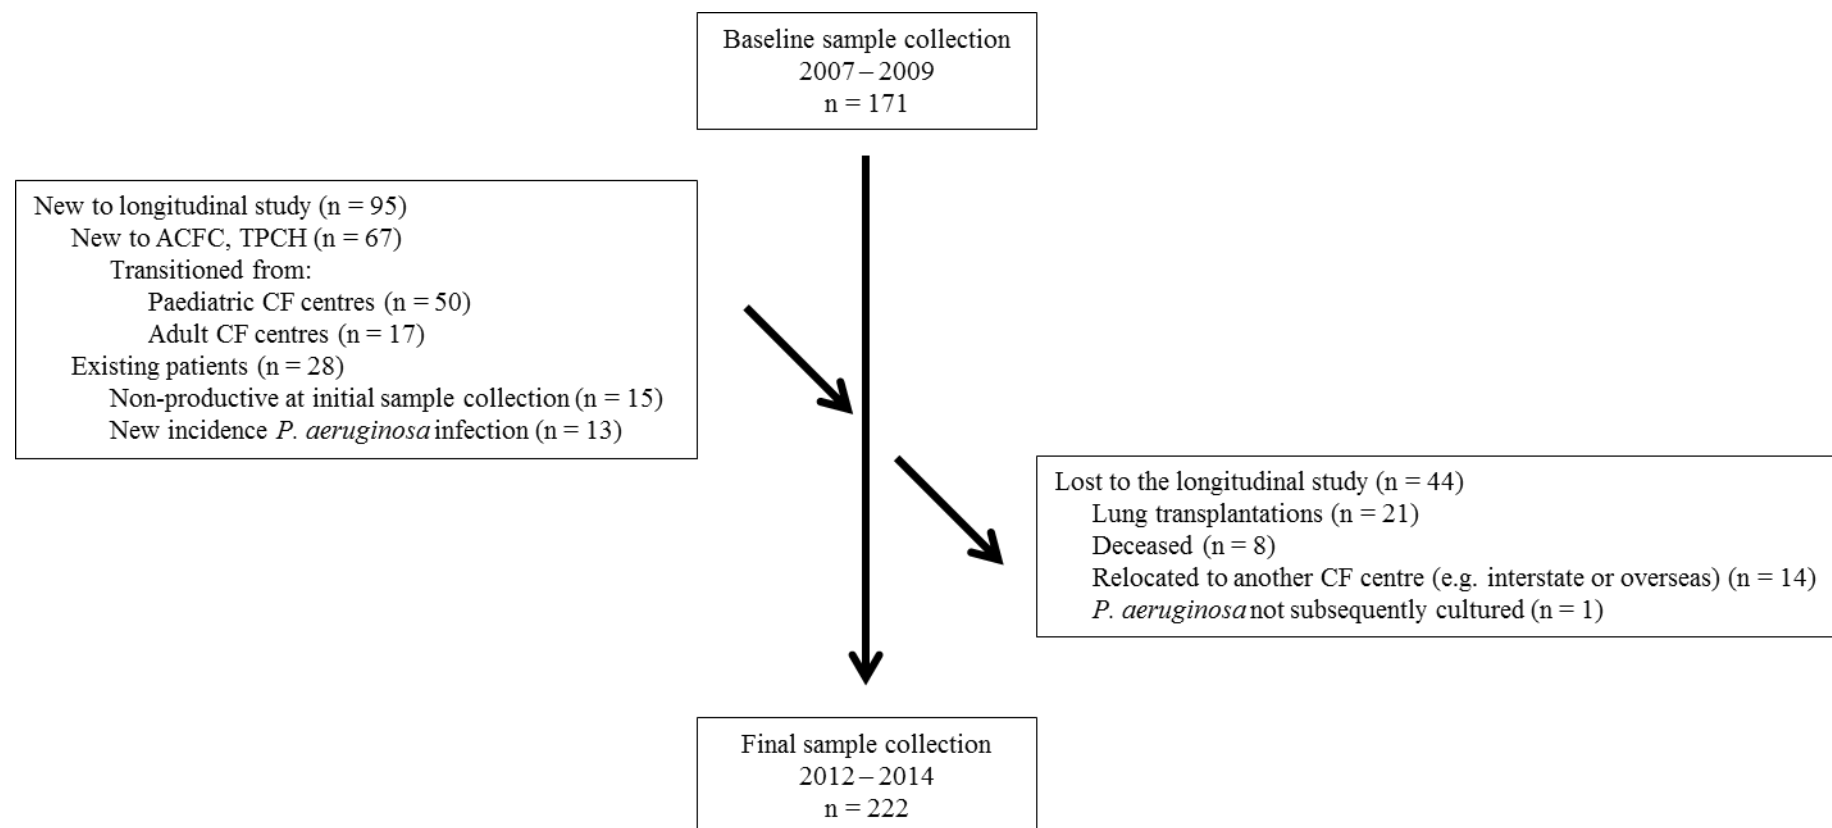 Baseline sample collection
2007–2009
n = 171
New to longitudinal study (n = 95)
New to ACFC, TPCH (n = 67)
Transitioned from:
Paediatric CF centres (n = 50)
Adult CF centres (n = 17)
Existing patients (n = 28)
Non-productive at initial sample collection (n = 15)
New incidence P. aeruginosa infection (n = 13)
Lost to the longitudinal study (n = 44)
Lung transplantations (n = 21)
Deceased (n = 8)
Relocated to another CF centre (e.g. interstate or overseas) (n = 14)
P. aeruginosa not subsequently cultured (n = 1)
Final sample collection
2012–2014
n = 222